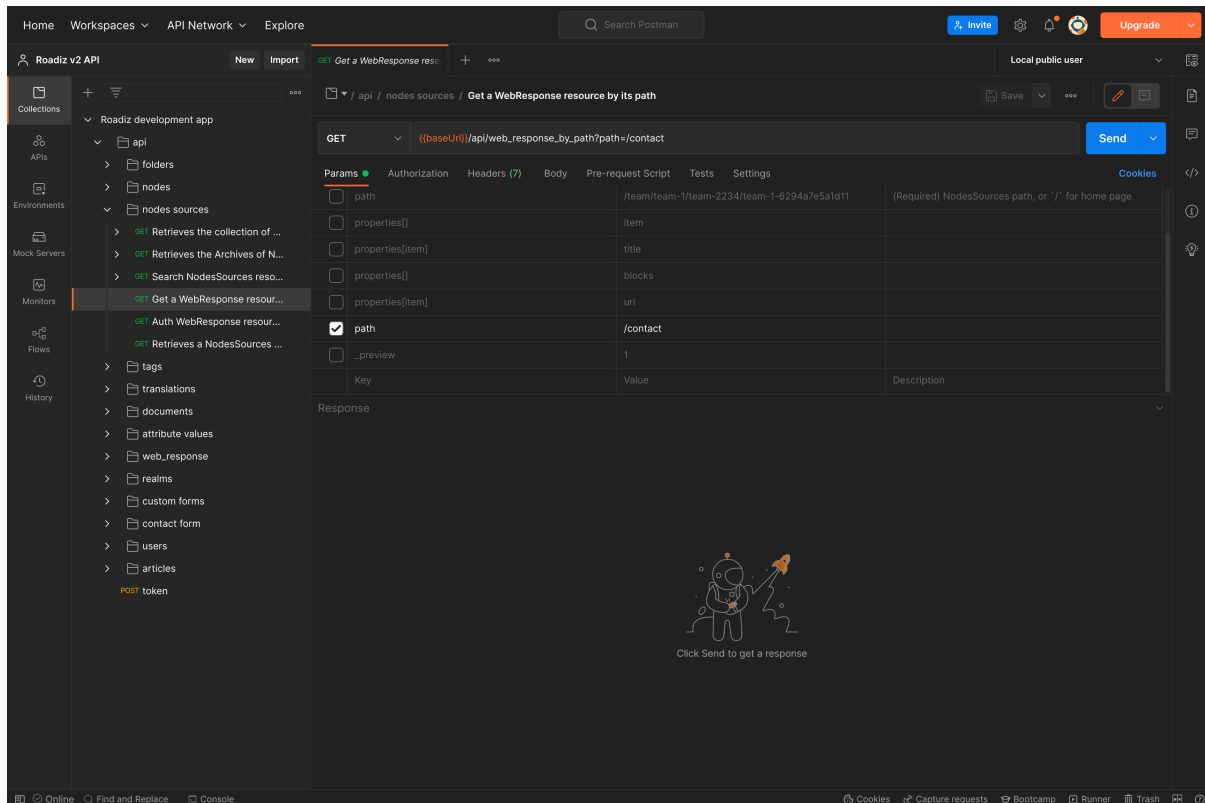 Home Workspaces API Network Explore Search Postman Invite Upgrade
Roadiz v2 API New Import GET Get a WebResponse reso Local public user
Collections
APIs
Environments
Mock Servers
Monitors
Flows
History
Roadiz development app
api
folders
nodes
nodes sources
GET Retrieves the collection of ...
GET Retrieves the Archives of N...
GET Search NodesSources reso...
GET Get a WebResponse resour...
GET Auth WebResponse resour...
GET Retrieves a NodesSources ...
tags
translations
documents
attribute values
web_response
realms
custom forms
contact form
users
articles
POST token
/ api / nodes sources / Get a WebResponse resource by its path Save
GET {{baseUrl}}/api/web_response_by_path?path=/contact Send
Params Authorization Headers (7) Body Pre-request Script Tests Settings Cookies
path /team/team-1/team-2234/team-1-6294a7e5a1d11 (Required) NodesSources path, or `/` for home page
properties[] item
properties[item] title
properties[] blocks
properties[item] url
path /contact
_preview 1
Key Value Description
Response
Click Send to get a response
Online Find and Replace Console Cookies Capture requests Bootcamp Runner Trash